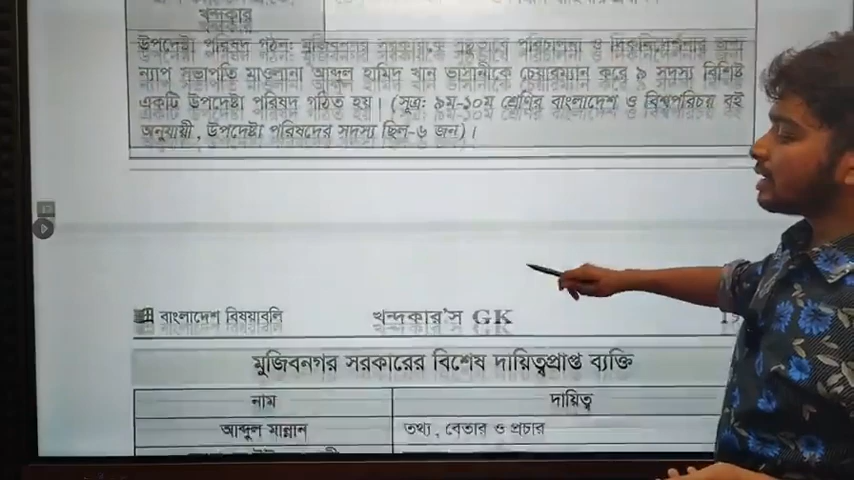 খন্দকার
উপদেষ্টা পরিষদ গঠন: মুজিবনগর সরকারকে সুষ্ঠুভাবে পরিচালনা ও দিকনির্দেশনার জন্য
ন্যাপ সভাপতি মাওলানা আব্দুল হামিদ খান ভাসানীকে চেয়ারম্যান করে ৯ সদস্য বিশিষ্ট
একটি উপদেষ্টা পরিষদ গঠিত হয়। (সূত্র: ৯ম-১০ম শ্রেণির বাংলাদেশ ও বিশ্বপরিচয় বই
অনুযায়ী, উপদেষ্টা পরিষদের সদস্য ছিল-৬ জন)।
বাংলাদেশ বিষয়াবলি
খন্দকার'স GK
মুজিবনগর সরকারের বিশেষ দায়িত্বপ্রাপ্ত ব্যক্তি
নাম
দায়িত্ব
আব্দুল মান্নান
তথ্য, বেতার ও প্রচার